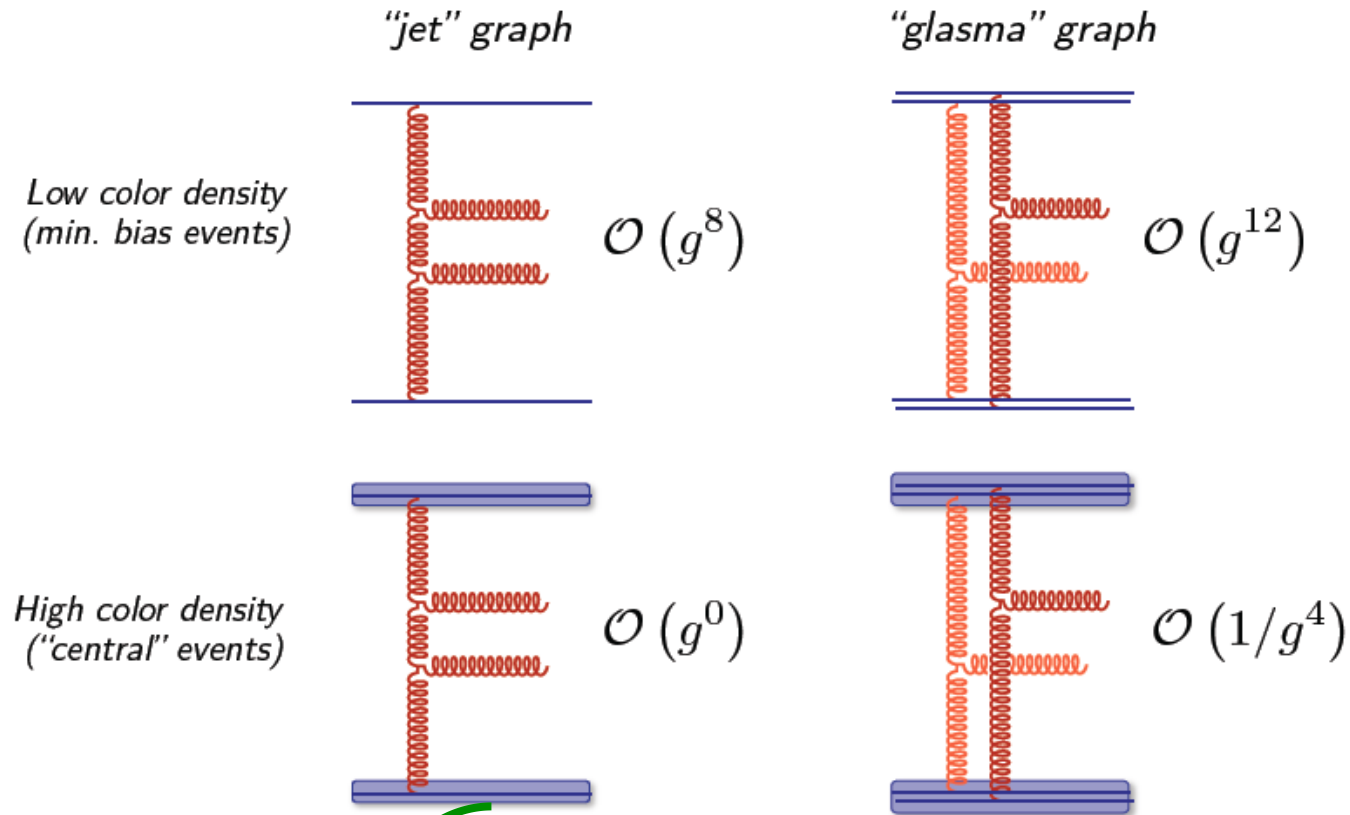 “jet” graph
“glasma” graph
Low color density
(min. bias events)
𝒪 (g⁸)
𝒪 (g¹²)
High color density
(“central” events)
𝒪 (g⁰)
𝒪 (1/g⁴)